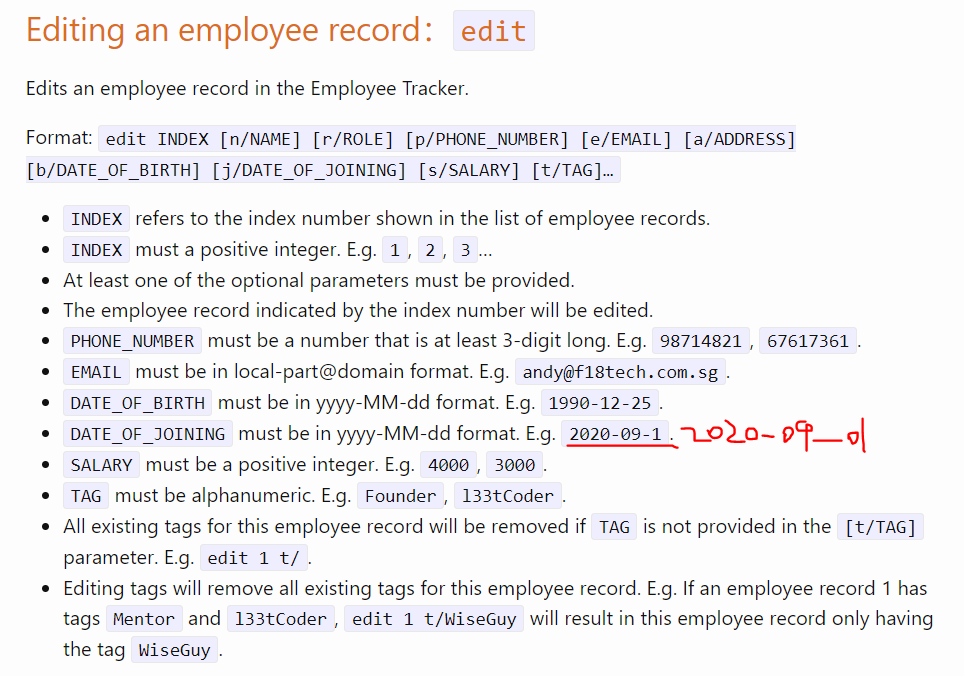 Editing an employee record: edit
Edits an employee record in the Employee Tracker.
Format: edit INDEX [n/NAME] [r/ROLE] [p/PHONE_NUMBER] [e/EMAIL] [a/ADDRESS]
[b/DATE_OF_BIRTH] [j/DATE_OF_JOINING] [s/SALARY] [t/TAG]…
• INDEX refers to the index number shown in the list of employee records.
• INDEX must a positive integer. E.g. 1, 2, 3…
• At least one of the optional parameters must be provided.
• The employee record indicated by the index number will be edited.
• PHONE_NUMBER must be a number that is at least 3-digit long. E.g. 98714821, 67617361.
• EMAIL must be in local-part@domain format. E.g. andy@f18tech.com.sg.
• DATE_OF_BIRTH must be in yyyy-MM-dd format. E.g. 1990-12-25.
• DATE_OF_JOINING must be in yyyy-MM-dd format. E.g. 2020-09-1. 2020-09-01
• SALARY must be a positive integer. E.g. 4000, 3000.
• TAG must be alphanumeric. E.g. Founder, l33tCoder.
• All existing tags for this employee record will be removed if TAG is not provided in the [t/TAG]
parameter. E.g. edit 1 t/.
• Editing tags will remove all existing tags for this employee record. E.g. If an employee record 1 has
tags Mentor and l33tCoder, edit 1 t/WiseGuy will result in this employee record only having
the tag WiseGuy.